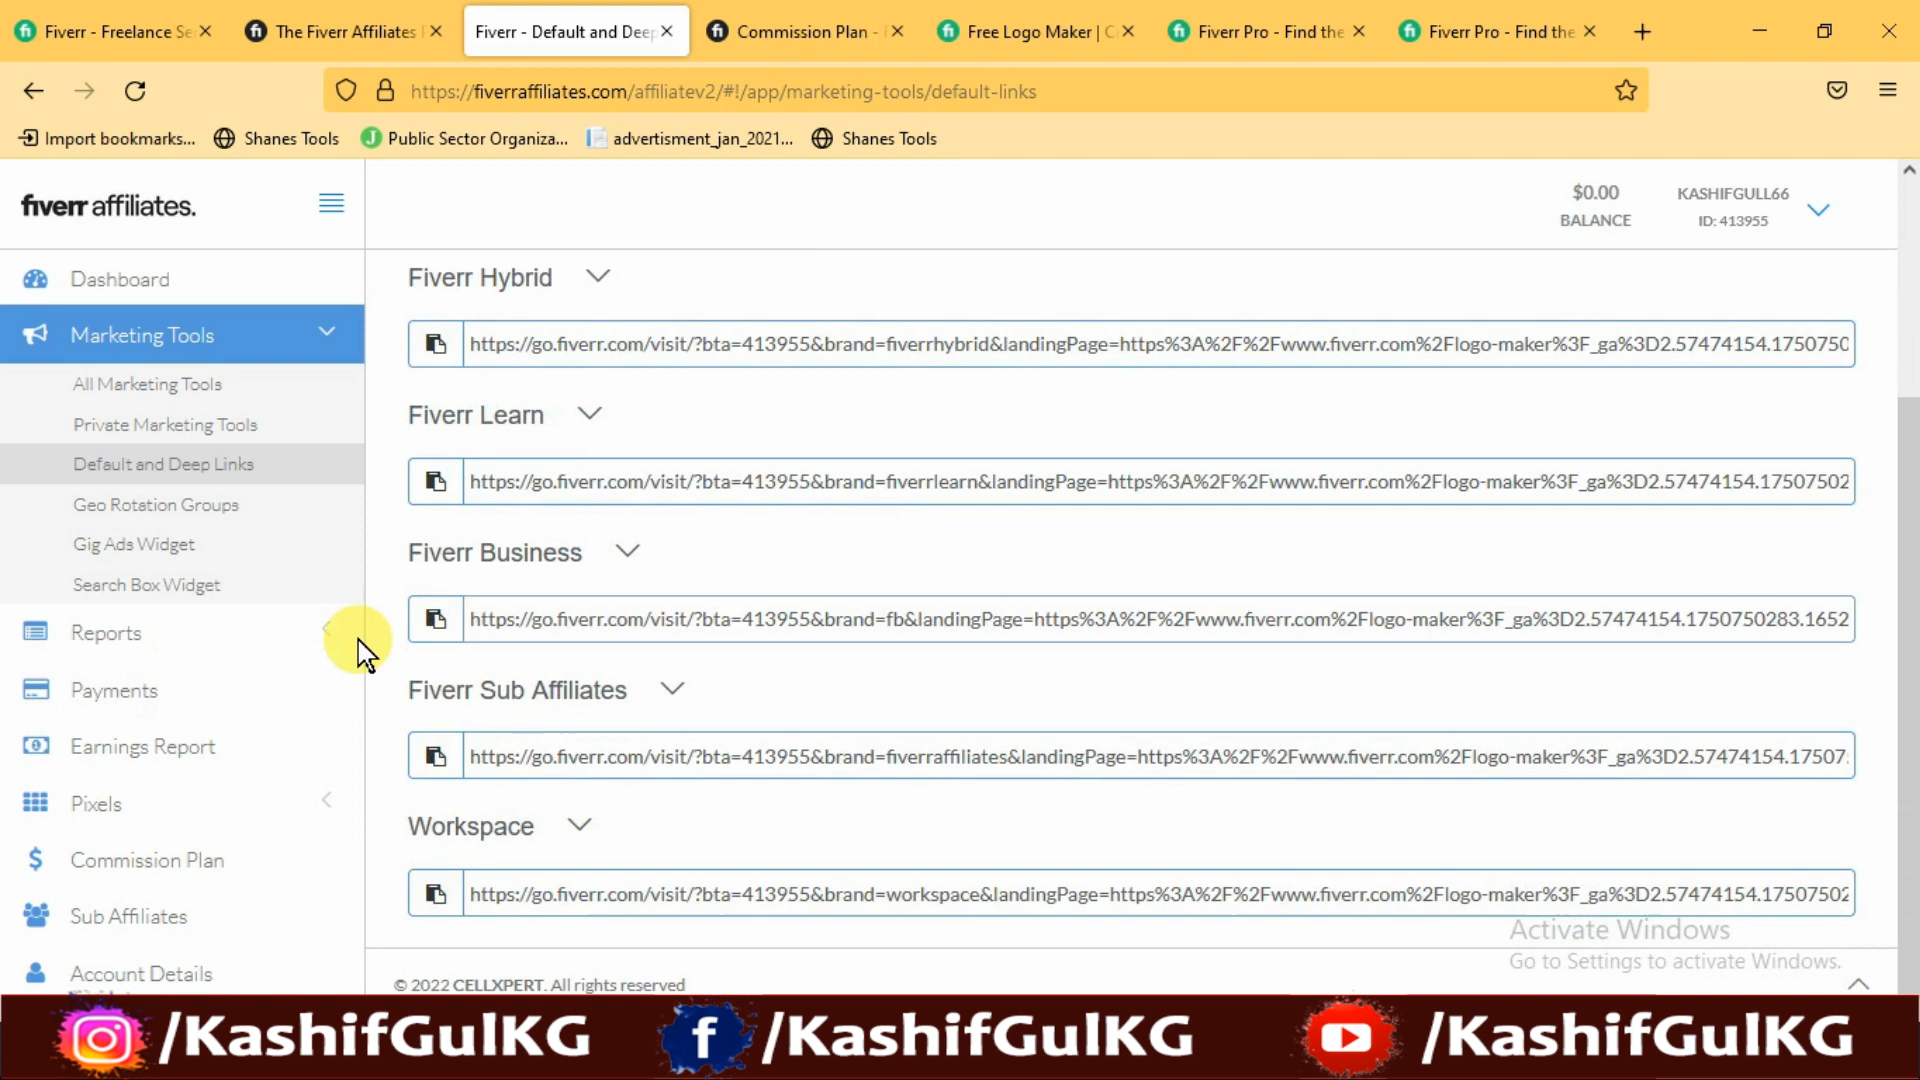 Fiverr - Freelance Se
The Fiverr Affiliates
Fiverr - Default and Deep
Commission Plan -
Free Logo Maker |
Fiverr Pro - Find the
Fiverr Pro - Find the
https://fiverraffiliates.com/affiliatev2/#!/app/marketing-tools/default-links
Import bookmarks...
Shanes Tools
Public Sector Organiza...
advertisment_jan_2021...
Shanes Tools
fiverr affiliates.
$0.00
BALANCE
KASHIFGULL66
ID: 413955
Dashboard
Marketing Tools
All Marketing Tools
Private Marketing Tools
Default and Deep Links
Geo Rotation Groups
Gig Ads Widget
Search Box Widget
Reports
Payments
Earnings Report
Pixels
Commission Plan
Sub Affiliates
Account Details
Fiverr Hybrid
https://go.fiverr.com/visit/?bta=413955&brand=fiverrhybrid&landingPage=https%3A%2F%2Fwww.fiverr.com%2Flogo-maker%3F_ga%3D2.57474154.1750750
Fiverr Learn
https://go.fiverr.com/visit/?bta=413955&brand=fiverrlearn&landingPage=https%3A%2F%2Fwww.fiverr.com%2Flogo-maker%3F_ga%3D2.57474154.17507502
Fiverr Business
https://go.fiverr.com/visit/?bta=413955&brand=fb&landingPage=https%3A%2F%2Fwww.fiverr.com%2Flogo-maker%3F_ga%3D2.57474154.1750750283.1652
Fiverr Sub Affiliates
https://go.fiverr.com/visit/?bta=413955&brand=fiverraffiliates&landingPage=https%3A%2F%2Fwww.fiverr.com%2Flogo-maker%3F_ga%3D2.57474154.17507
Workspace
https://go.fiverr.com/visit/?bta=413955&brand=workspace&landingPage=https%3A%2F%2Fwww.fiverr.com%2Flogo-maker%3F_ga%3D2.57474154.17507502
Activate Windows
Go to Settings to activate Windows.
© 2022 CELLXPERT. All rights reserved
/KashifGulKG
/KashifGulKG
/KashifGulKG